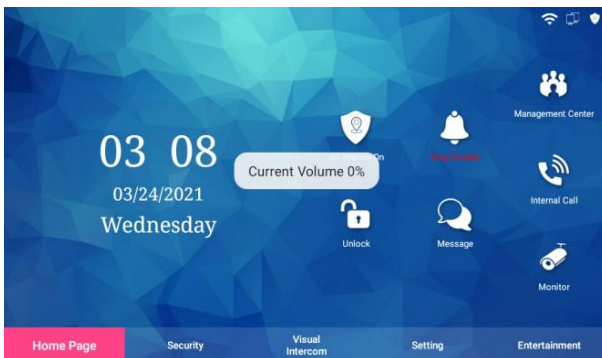 Management Center
03 08
03/24/2021
Wednesday
Current Volume 0%
On
Internal Call
Unlock
Message
Monitor
Home Page
Security
Visual
Intercom
Setting
Entertainment